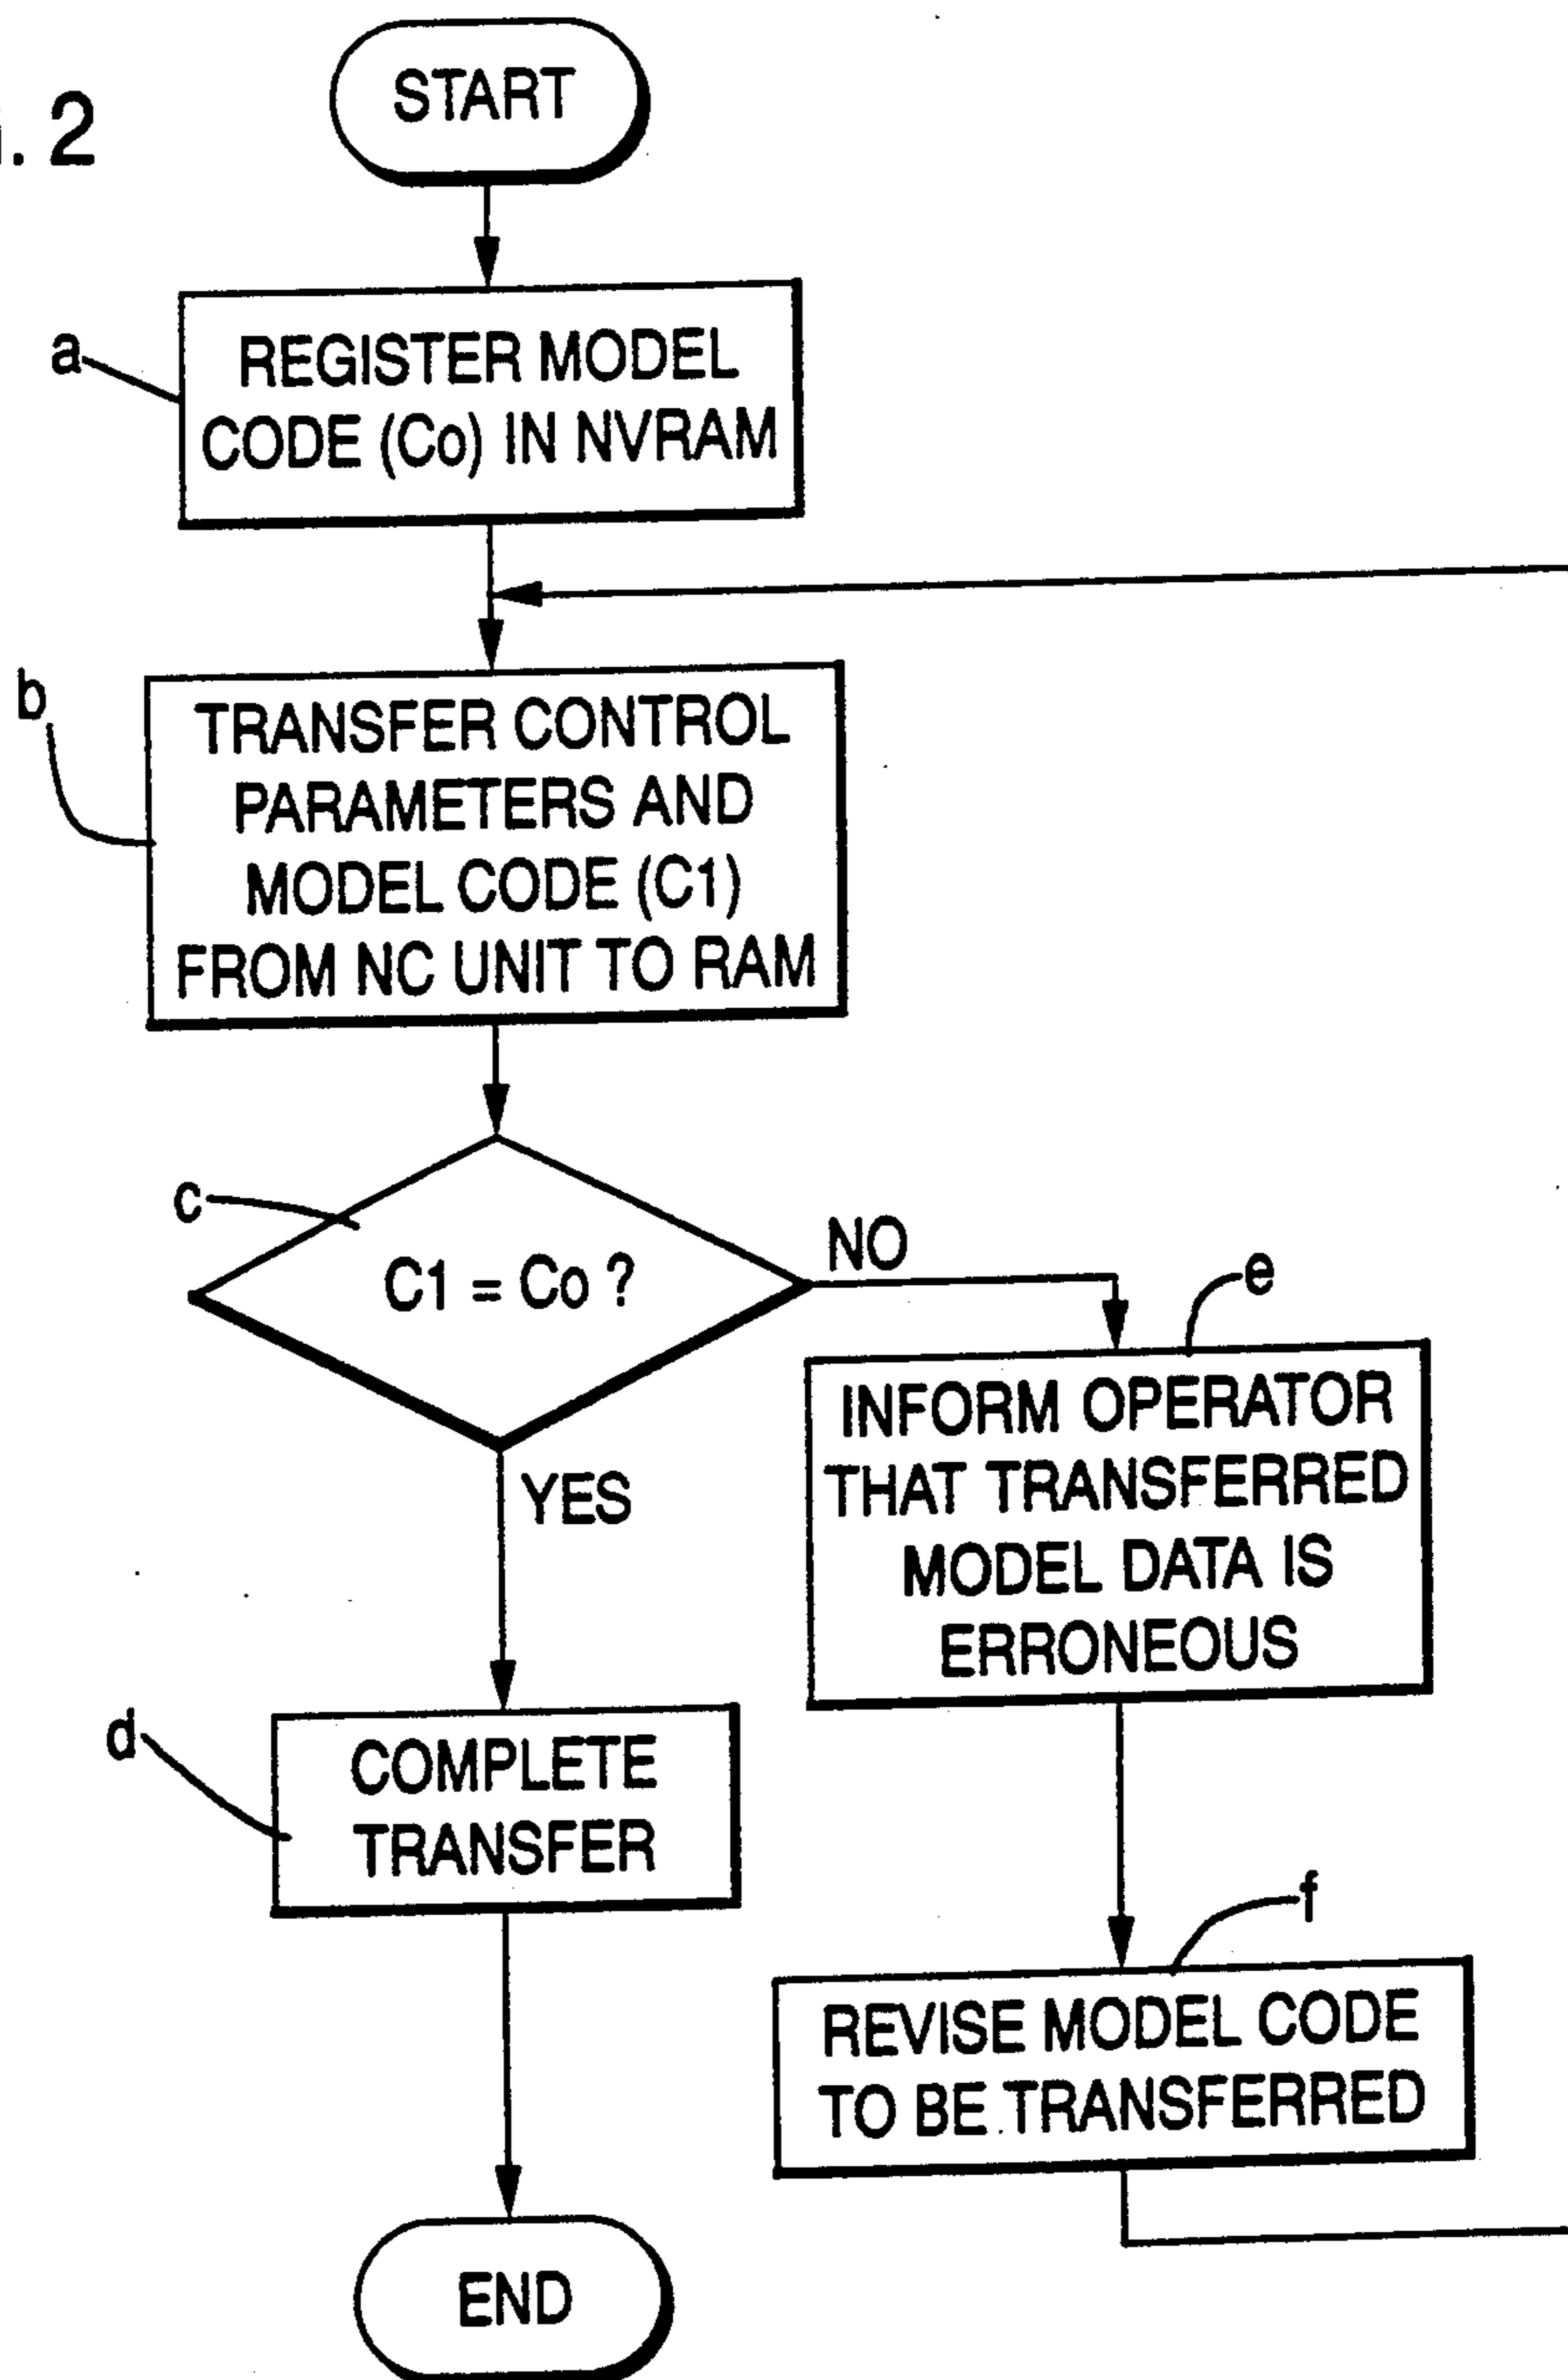 . 2
START
a
REGISTER MODEL
CODE (Co) IN NVRAM
b
TRANSFER CONTROL
PARAMETERS AND
MODEL CODE (C1)
FROM NC UNIT TO RAM
c
C1 = Co ?
NO
e
INFORM OPERATOR
THAT TRANSFERRED
MODEL DATA IS
ERRONEOUS
YES
d
COMPLETE
TRANSFER
f
REVISE MODEL CODE
TO BE TRANSFERRED
END